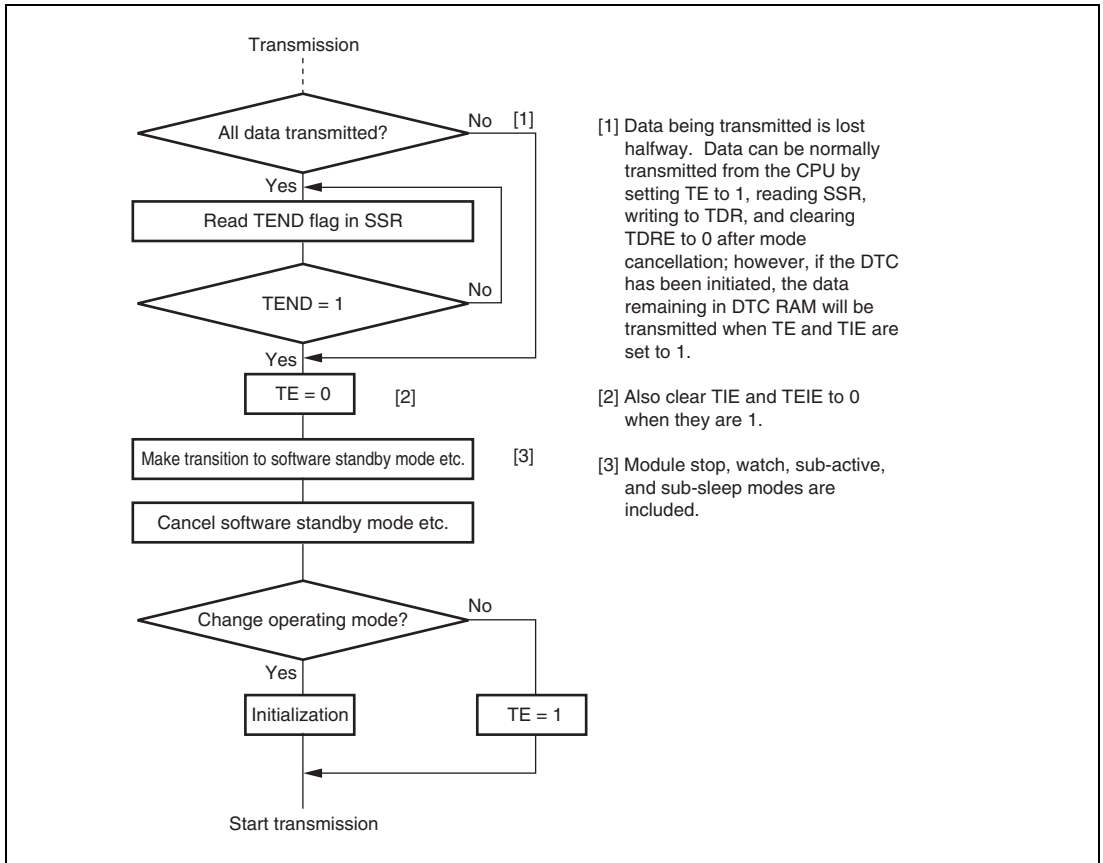 Transmission
All data transmitted?
No [1]
Yes
Read TEND flag in SSR
TEND = 1
No
Yes
TE = 0
[2]
Make transition to software standby mode etc.
[3]
Cancel software standby mode etc.
Change operating mode?
No
Yes
Initialization
TE = 1
Start transmission
[1] Data being transmitted is lost
halfway. Data can be normally
transmitted from the CPU by
setting TE to 1, reading SSR,
writing to TDR, and clearing
TDRE to 0 after mode
cancellation; however, if the DTC
has been initiated, the data
remaining in DTC RAM will be
transmitted when TE and TIE are
set to 1.
[2] Also clear TIE and TEIE to 0
when they are 1.
[3] Module stop, watch, sub-active,
and sub-sleep modes are
included.